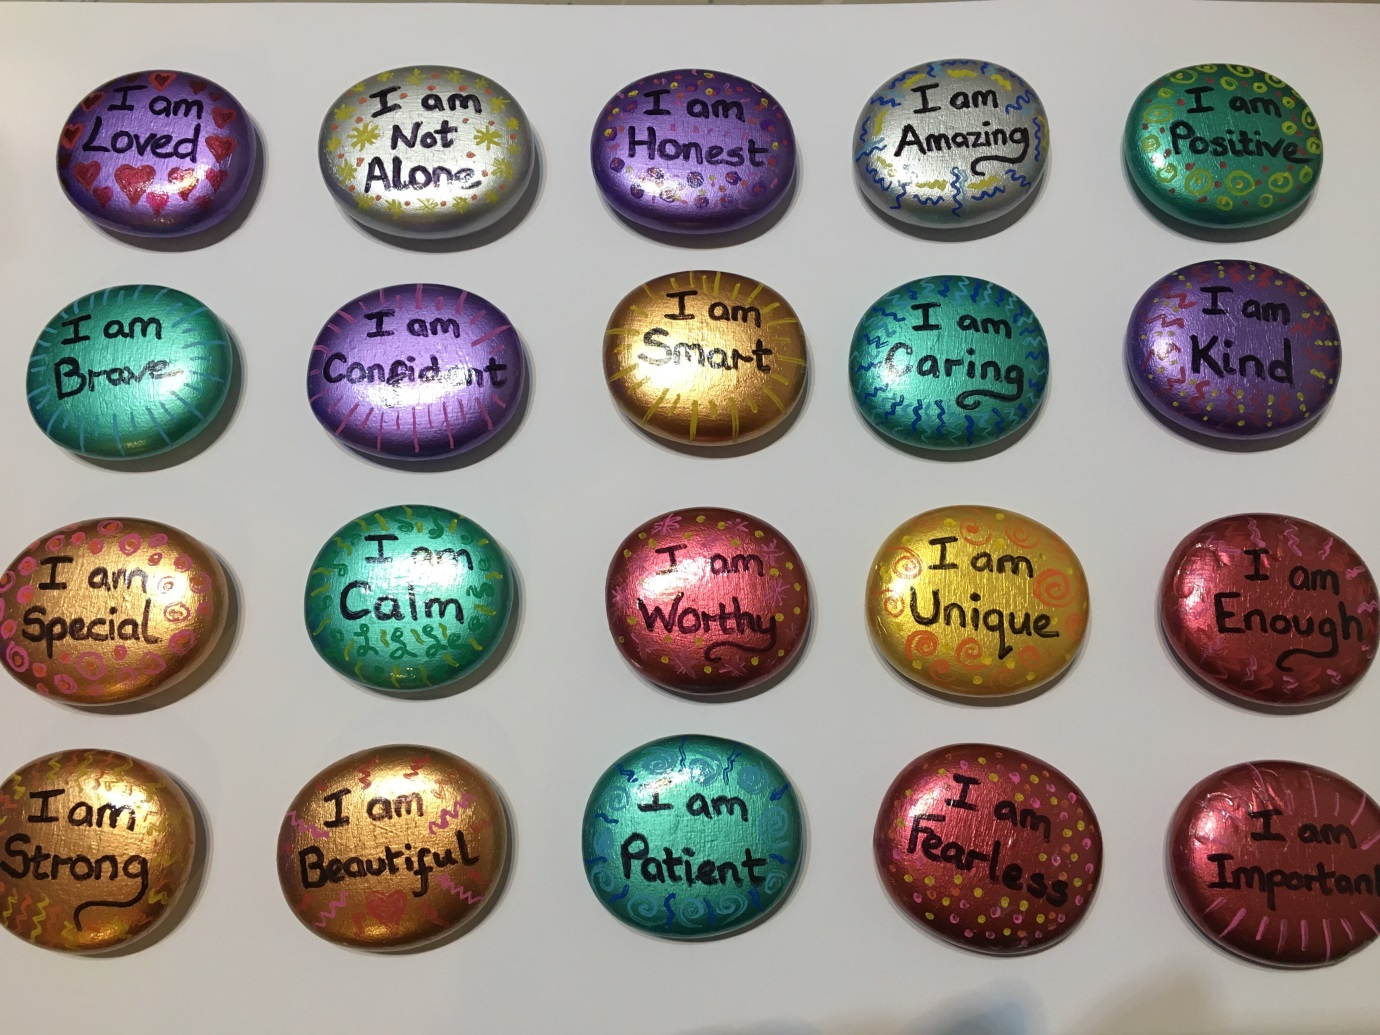 I am
Loved
I am
Not
Alone
I am
Honest
I am
Amazing
I am
Positive
I am
Brave
I am
Confident
I am
Smart
I am
Caring
I am
Kind
I am
Special
I am
Calm
I am
Worthy
I am
Unique
I am
Enough
I am
Strong
I am
Beautiful
I am
Patient
I am
Fearless
I am
Important